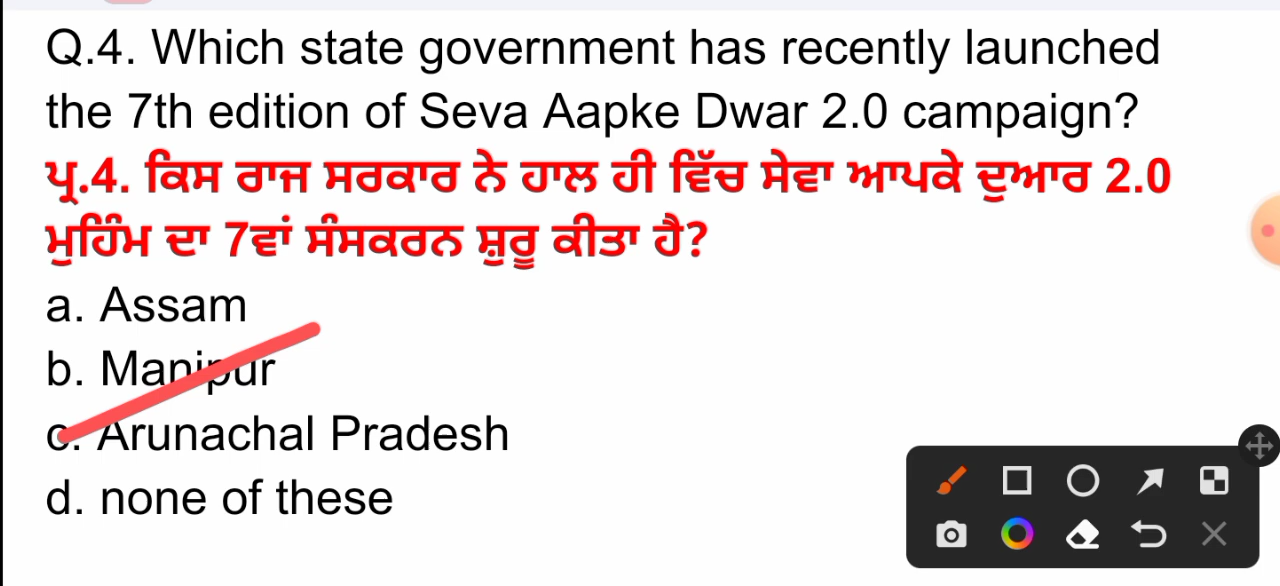 Q.4. Which state government has recently launched
the 7th edition of Seva Aapke Dwar 2.0 campaign?
ਪ੍ਰ.4. ਕਿਸ ਰਾਜ ਸਰਕਾਰ ਨੇ ਹਾਲ ਹੀ ਵਿੱਚ ਸੇਵਾ ਆਪਕੇ ਦੁਆਰ 2.0
ਮੁਹਿੰਮ ਦਾ 7ਵਾਂ ਸੰਸਕਰਨ ਸ਼ੁਰੂ ਕੀਤਾ ਹੈ?
a. Assam
b. Manipur
c. Arunachal Pradesh
d. none of these